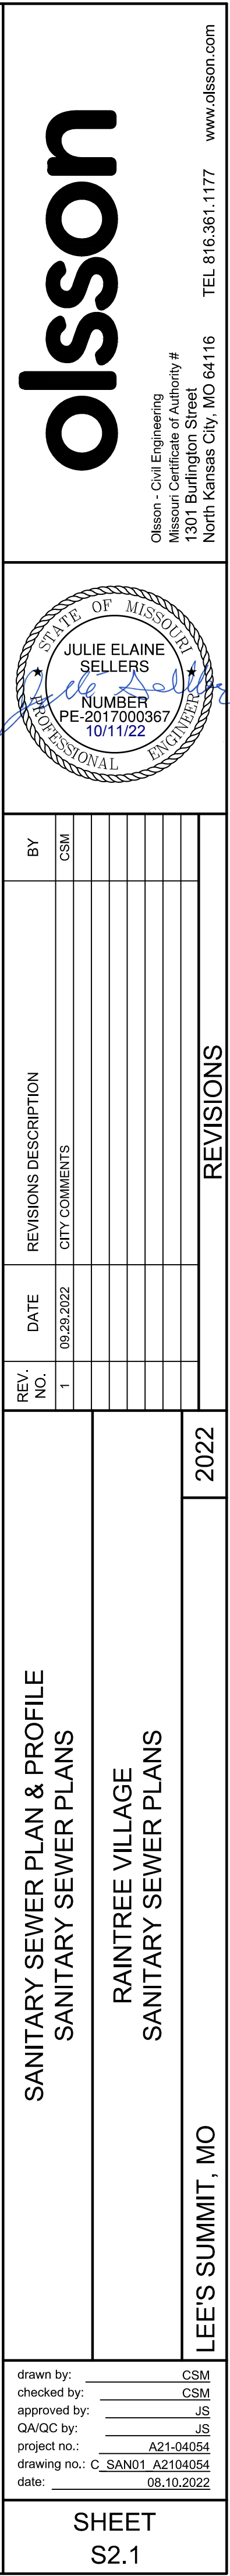 olsson
Olsson - Civil Engineering
Missouri Certificate of Authority #
1301 Burlington Street
North Kansas City, MO 64116 TEL 816.361.1177 www.olsson.com
STATE OF MISSOURI
JULIE ELAINE
SELLERS
NUMBER
PE-2017000367
10/11/22
PROFESSIONAL ENGINEER
REV. NO. DATE REVISIONS DESCRIPTION BY
1 09.29.2022 CITY COMMENTS CSM
REVISIONS
SANITARY SEWER PLAN & PROFILE
SANITARY SEWER PLANS
RAINTREE VILLAGE
SANITARY SEWER PLANS
LEE'S SUMMIT, MO 2022
drawn by: CSM
checked by: CSM
approved by: JS
QA/QC by: JS
project no.: A21-04054
drawing no.: C_SAN01_A2104054
date: 08.10.2022
SHEET
S2.1